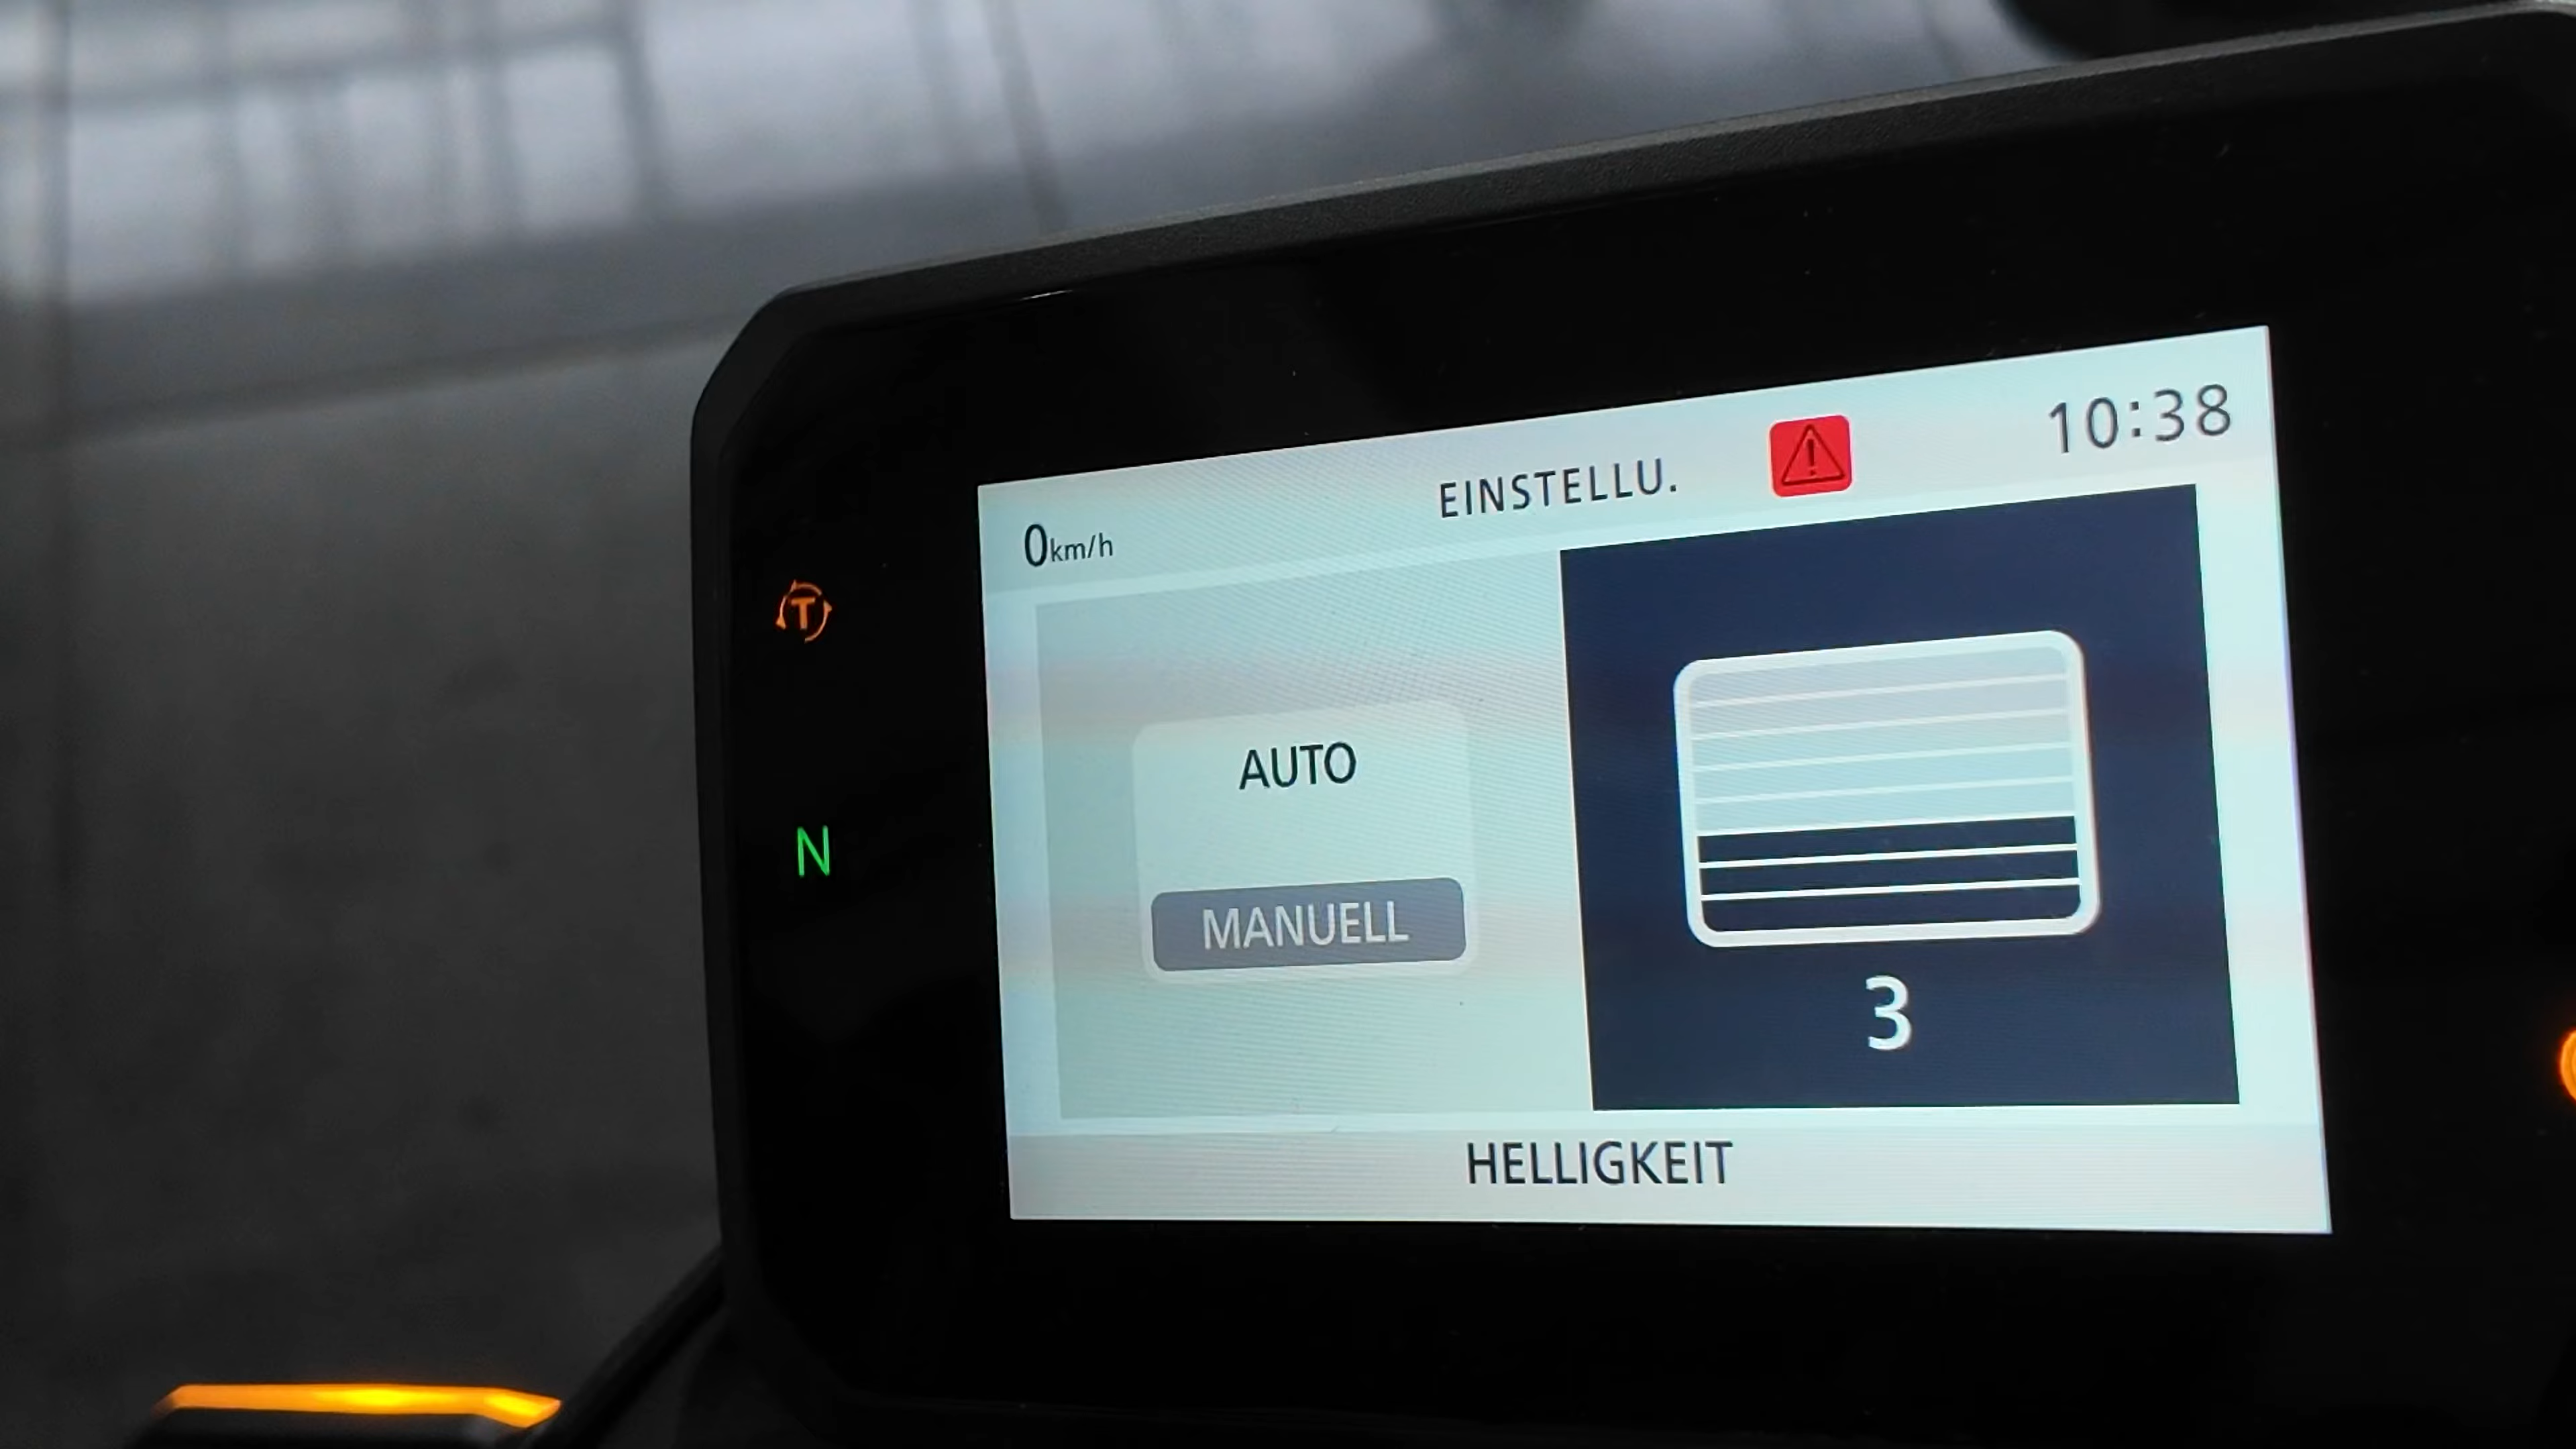 EINSTELLU.
10:38
0km/h
T
N
AUTO
MANUELL
3
HELLIGKEIT